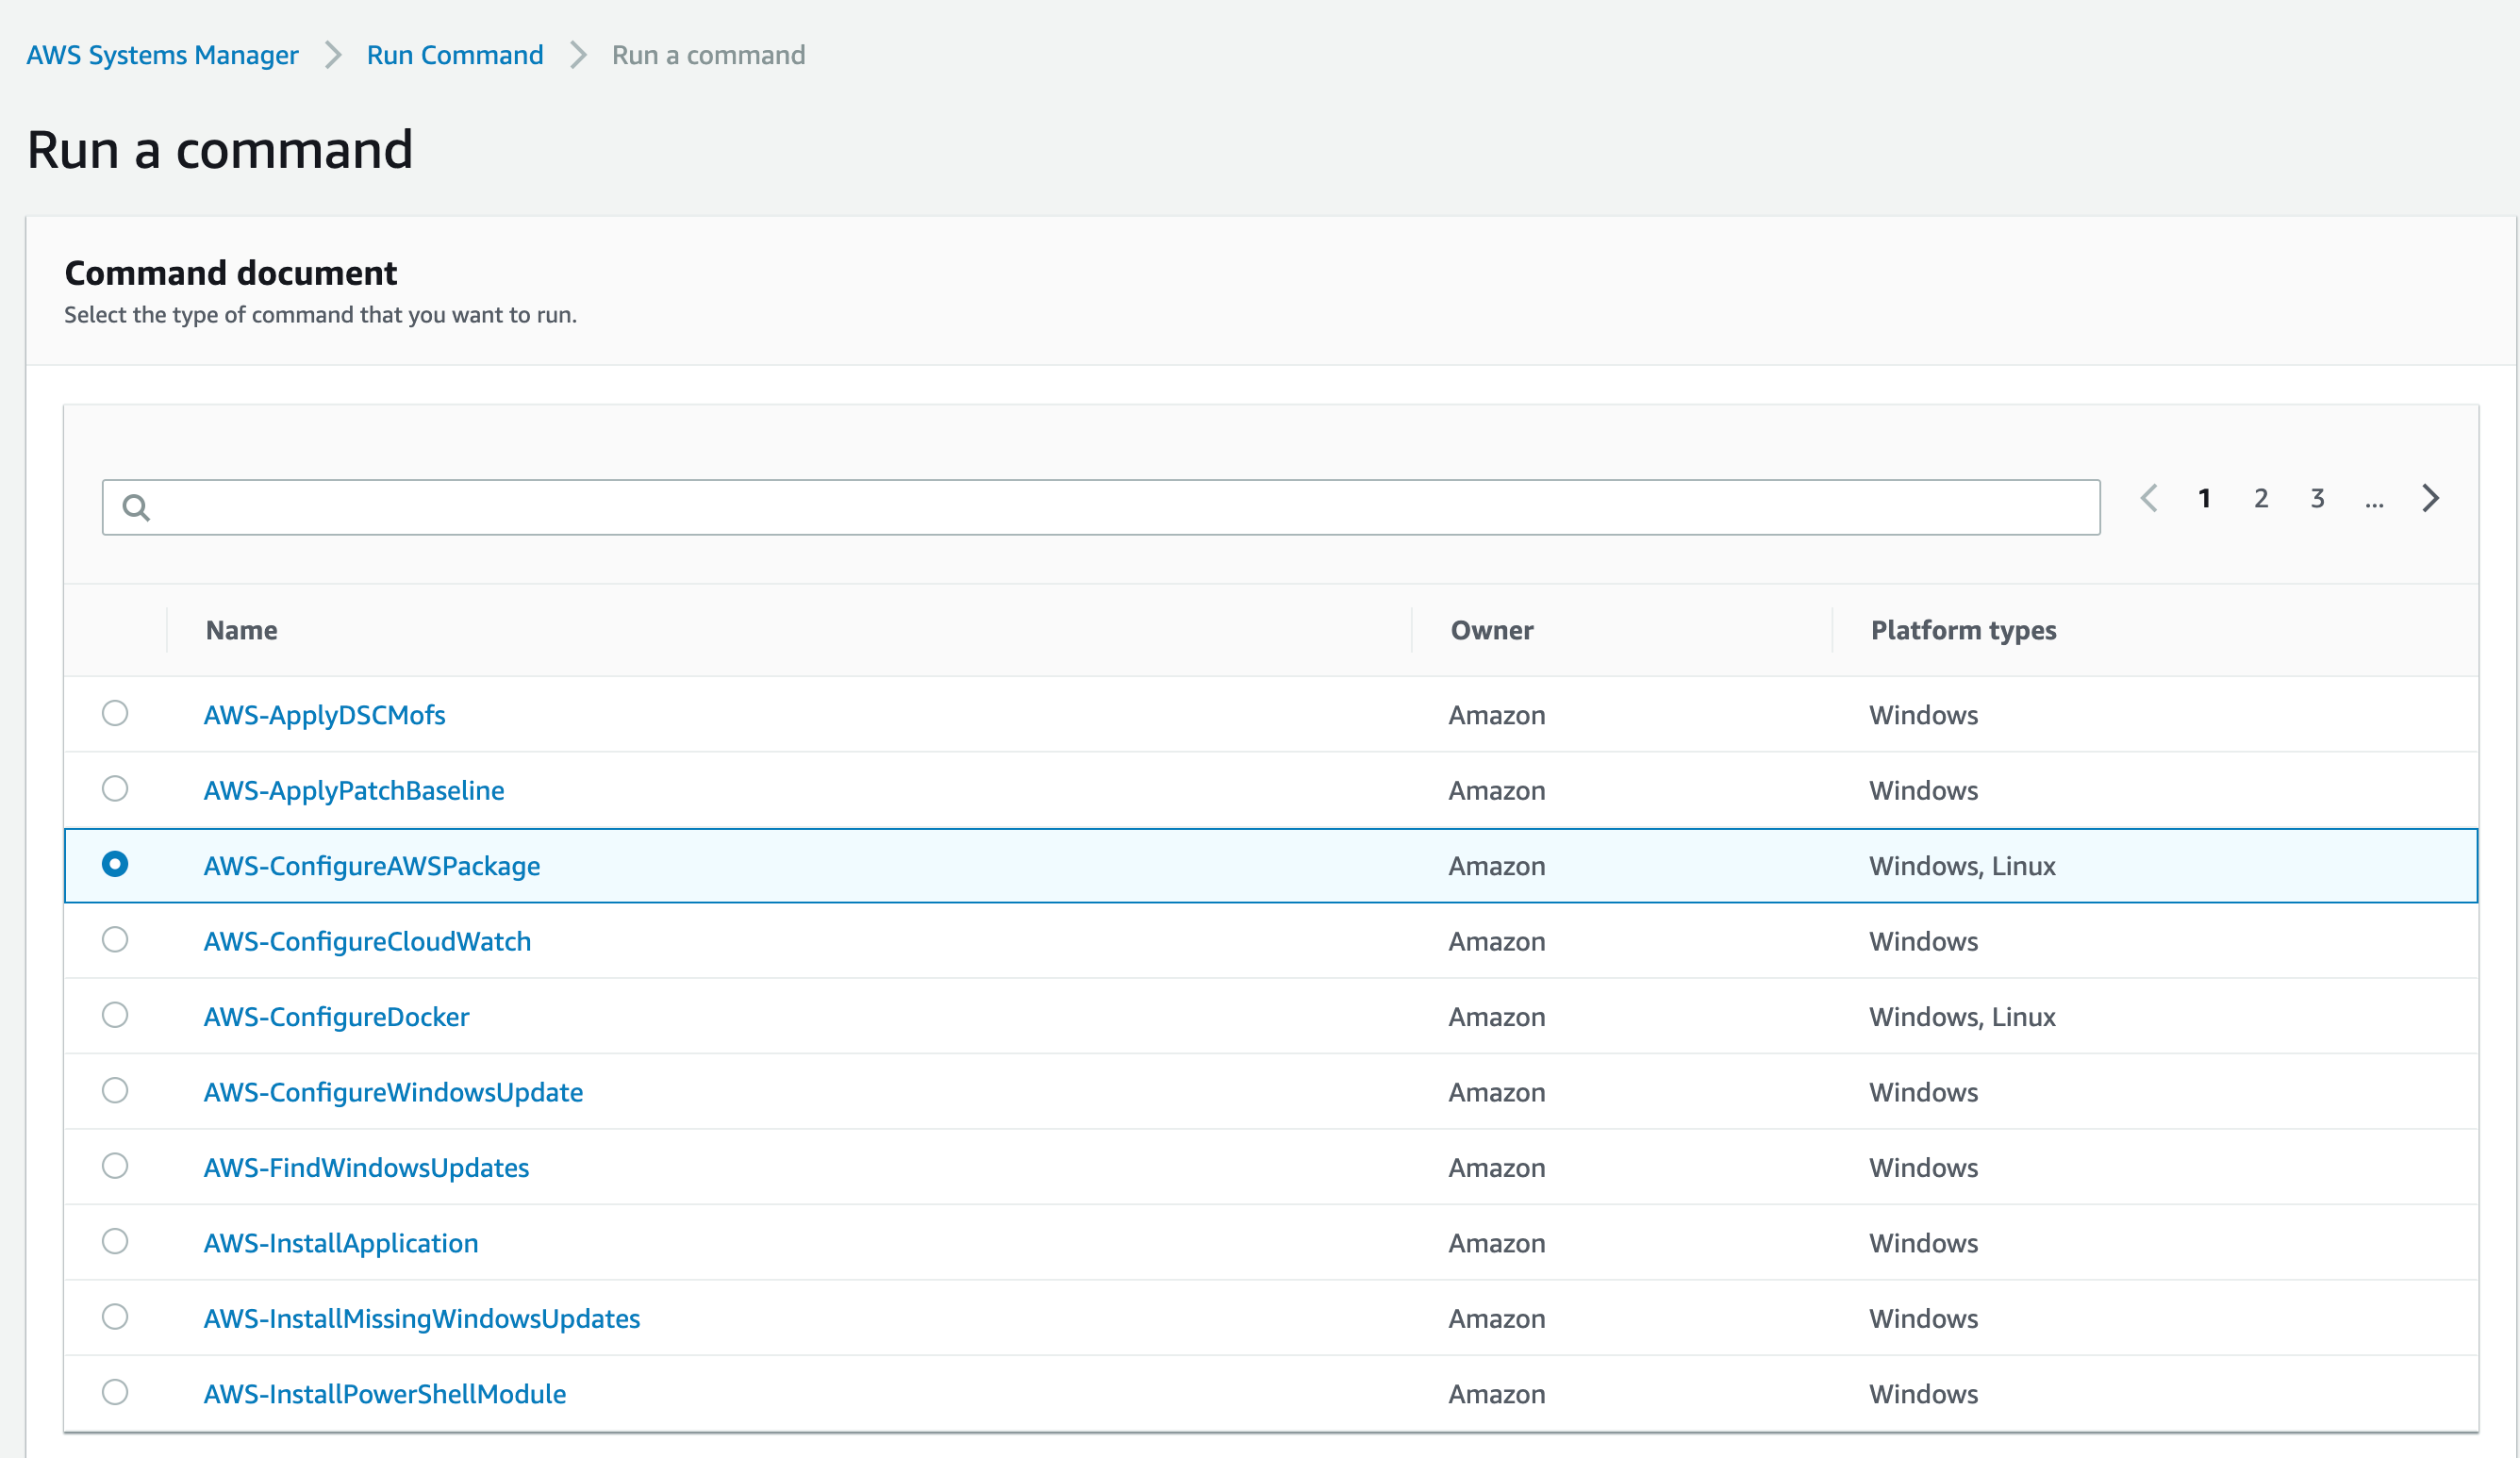 AWS Systems Manager > Run Command > Run a command
Run a command
Command document
Select the type of command that you want to run.
1 2 3 ...
Name Owner Platform types
AWS-ApplyDSCMofs Amazon Windows
AWS-ApplyPatchBaseline Amazon Windows
AWS-ConfigureAWSPackage Amazon Windows, Linux
AWS-ConfigureCloudWatch Amazon Windows
AWS-ConfigureDocker Amazon Windows, Linux
AWS-ConfigureWindowsUpdate Amazon Windows
AWS-FindWindowsUpdates Amazon Windows
AWS-InstallApplication Amazon Windows
AWS-InstallMissingWindowsUpdates Amazon Windows
AWS-InstallPowerShellModule Amazon Windows